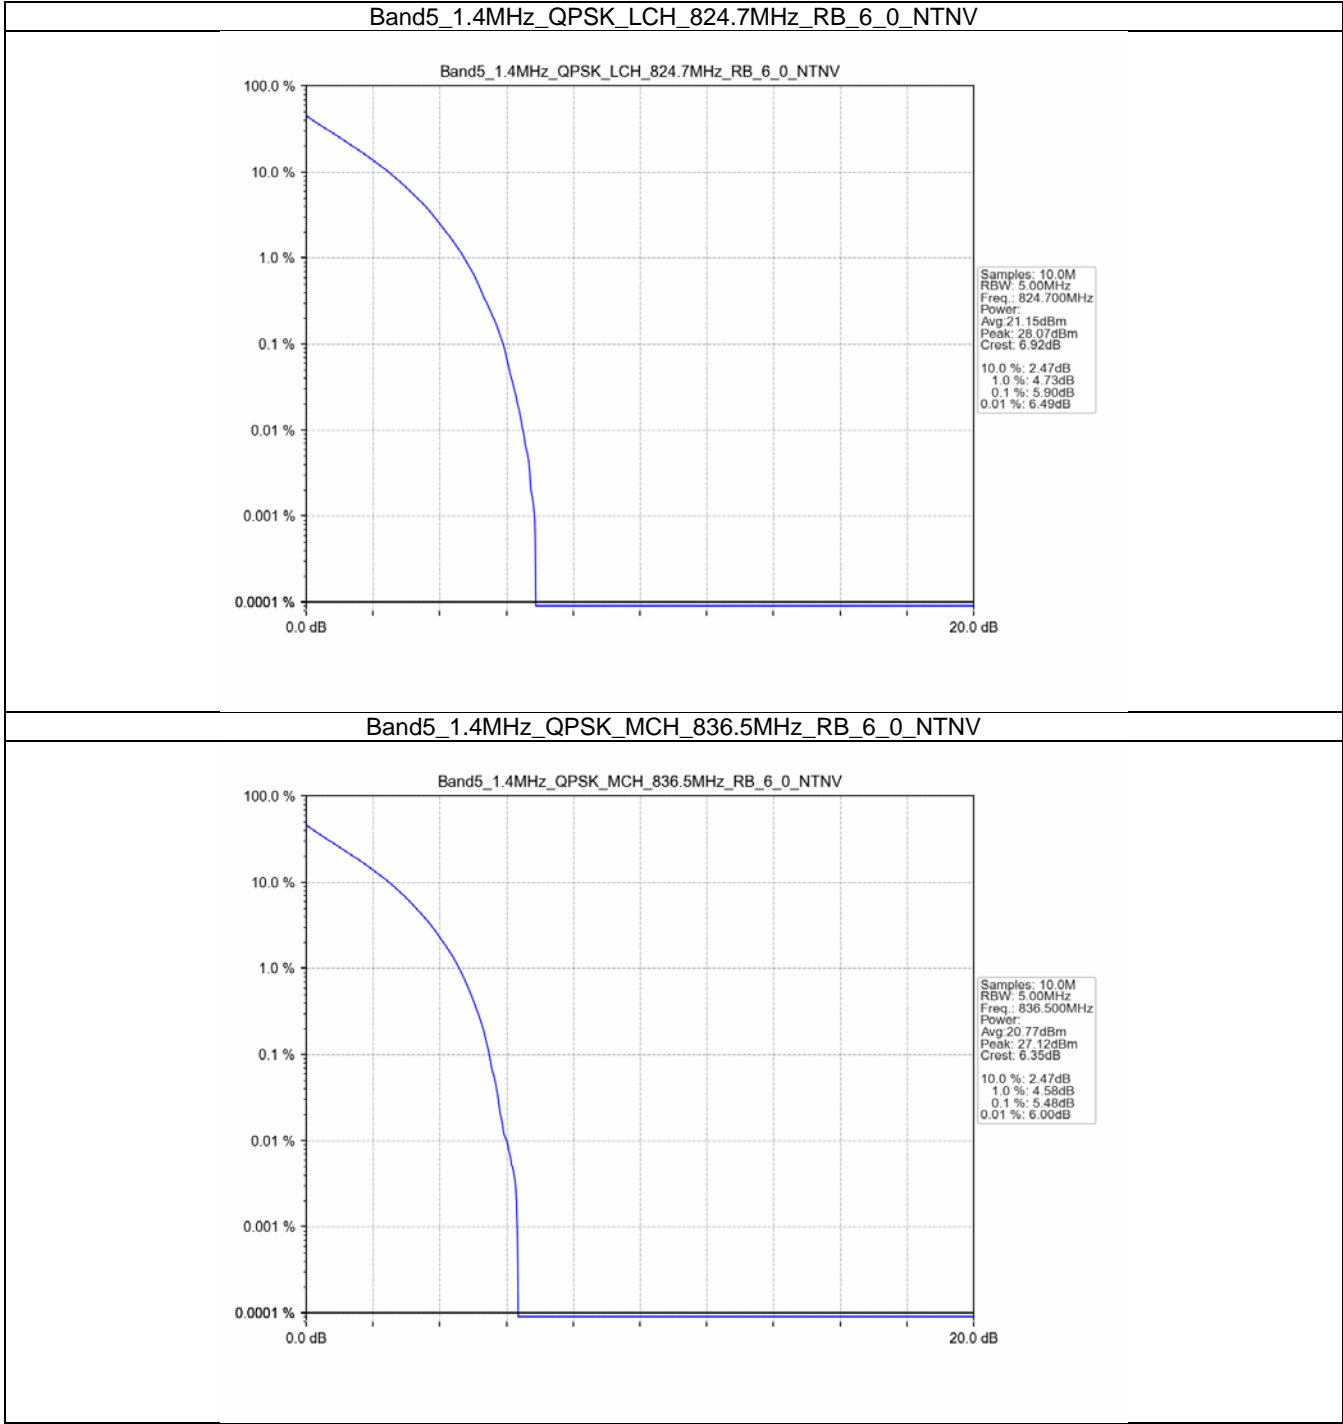 Band5_1.4MHz_QPSK_LCH_824.7MHz_RB_6_0_NTNV
Band5_1.4MHz_QPSK_LCH_824.7MHz_RB_6_0_NTNV
100.0 %
10.0 %
1.0 %
0.1 %
0.01 %
0.001 %
0.0001 %
0.0 dB
20.0 dB
Samples: 10.0M
RBW: 5.00MHz
Freq.: 824.700MHz
Power:
Avg:21.15dBm
Peak: 28.07dBm
Crest: 6.92dB
10.0 %: 2.47dB
1.0 %: 4.73dB
0.1 %: 5.90dB
0.01 %: 6.49dB
Band5_1.4MHz_QPSK_MCH_836.5MHz_RB_6_0_NTNV
Band5_1.4MHz_QPSK_MCH_836.5MHz_RB_6_0_NTNV
100.0 %
10.0 %
1.0 %
0.1 %
0.01 %
0.001 %
0.0001 %
0.0 dB
20.0 dB
Samples: 10.0M
RBW: 5.00MHz
Freq.: 836.500MHz
Power:
Avg:20.77dBm
Peak: 27.12dBm
Crest: 6.35dB
10.0 %: 2.47dB
1.0 %: 4.58dB
0.1 %: 5.48dB
0.01 %: 6.00dB